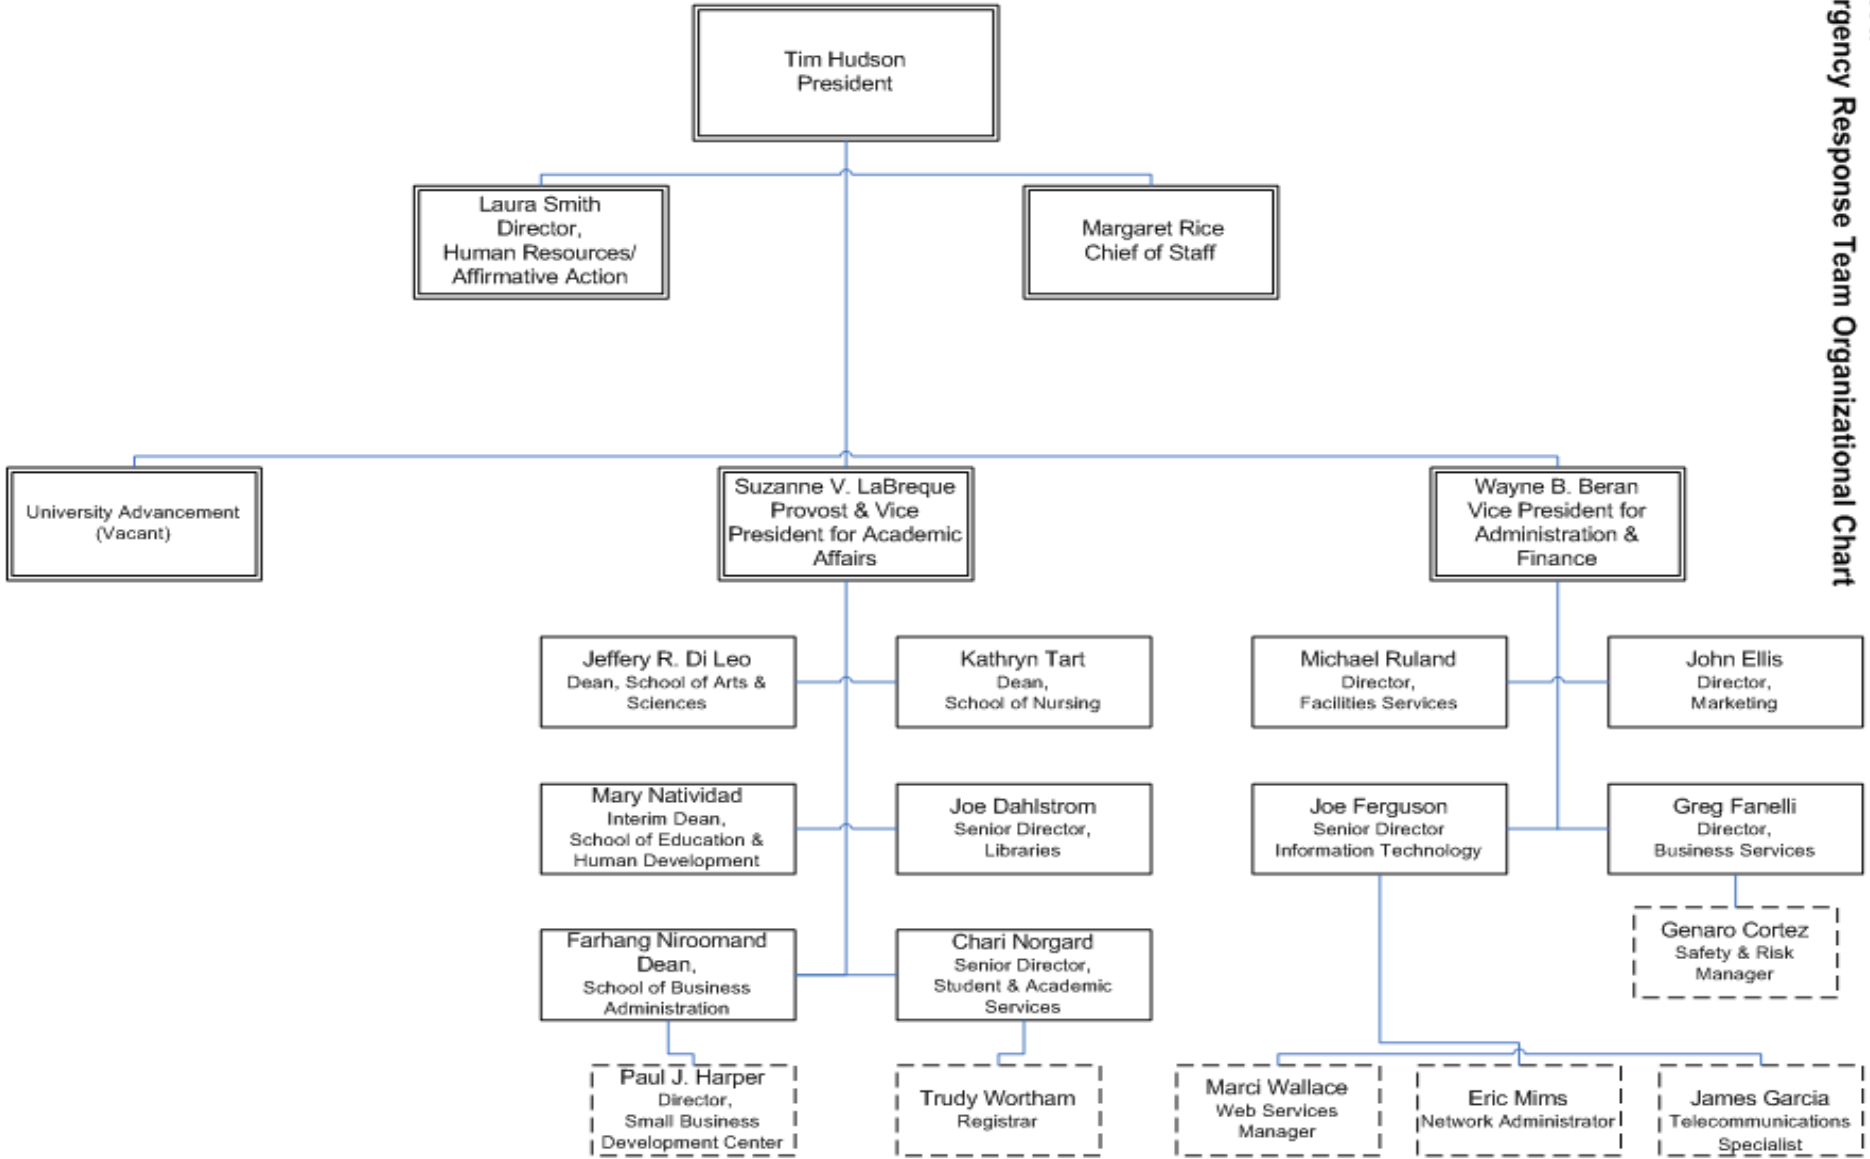 Tim Hudson
President
Laura Smith
Director,
Human Resources/
Affirmative Action
Margaret Rice
Chief of Staff
University Advancement
(Vacant)
Suzanne V. LaBreque
Provost & Vice
President for Academic
Affairs
Wayne B. Beran
Vice President for
Administration &
Finance
Jeffery R. Di Leo
Dean, School of Arts &
Sciences
Kathryn Tart
Dean,
School of Nursing
Michael Ruland
Director,
Facilities Services
John Ellis
Director,
Marketing
Mary Natividad
Interim Dean,
School of Education &
Human Development
Joe Dahlstrom
Senior Director,
Libraries
Joe Ferguson
Senior Director
Information Technology
Greg Fanelli
Director,
Business Services
Farhang Niroomand
Dean,
School of Business
Administration
Chari Norgard
Senior Director,
Student & Academic
Services
Genaro Cortez
Safety & Risk
Manager
Paul J. Harper
Director,
Small Business
Development Center
Trudy Wortham
Registrar
Marci Wallace
Web Services
Manager
Eric Mims
Network Administrator
James Garcia
Telecommunications
Specialist
rgency Response Team Organizational Chart